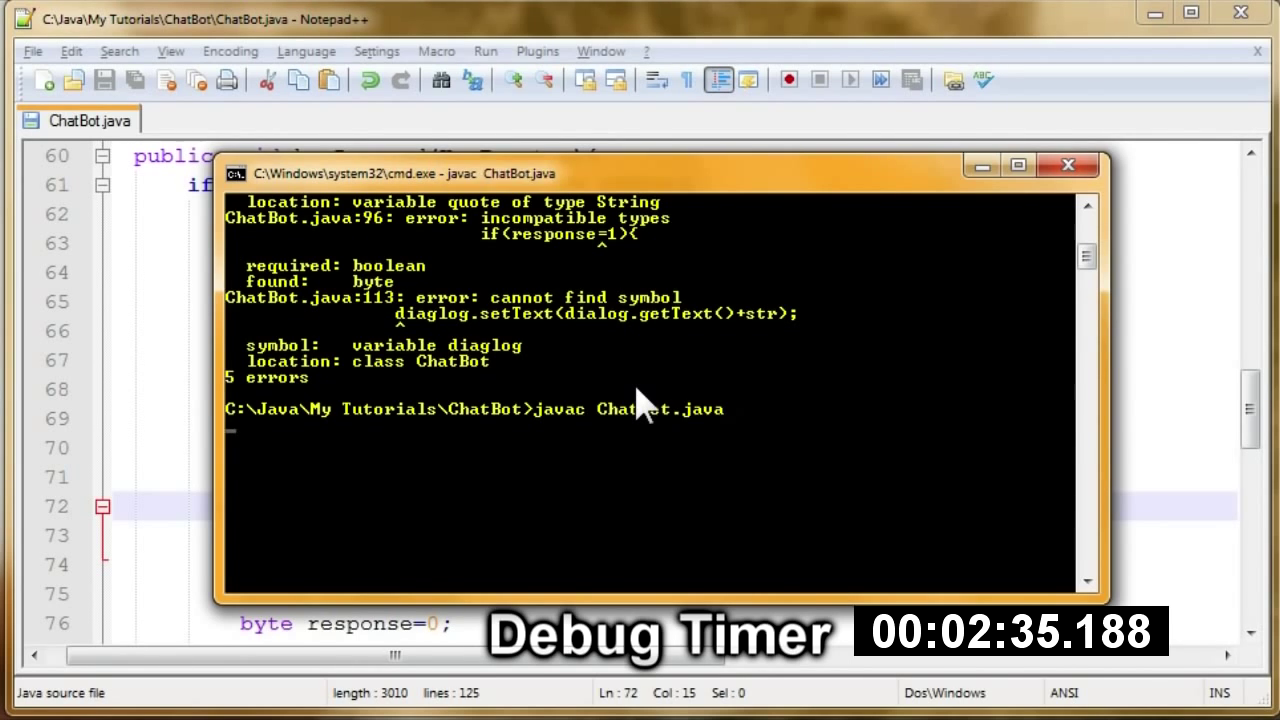 C:\Java\My Tutorials\ChatBot\ChatBot.java - Notepad++
File Edit Search View Encoding Language Settings Macro Run Plugins Window ? X
ChatBot.java
60 public
61 if
62
63
64
65
66
67
68
69
70
71
72
73
74
75
76 byte response=0;
C:\Windows\system32\cmd.exe - javac ChatBot.java
location: variable quote of type String
ChatBot.java:96: error: incompatible types
if(response=1){
^
required: boolean
found: byte
ChatBot.java:113: error: cannot find symbol
diaglog.setText(dialog.getText()+str);
^
symbol: variable diaglog
location: class ChatBot
5 errors
C:\Java\My Tutorials\ChatBot>javac ChatBot.java
Debug Timer 00:02:35.188
Java source file length : 3010 lines : 125 Ln : 72 Col : 15 Sel : 0 Dos\Windows ANSI INS